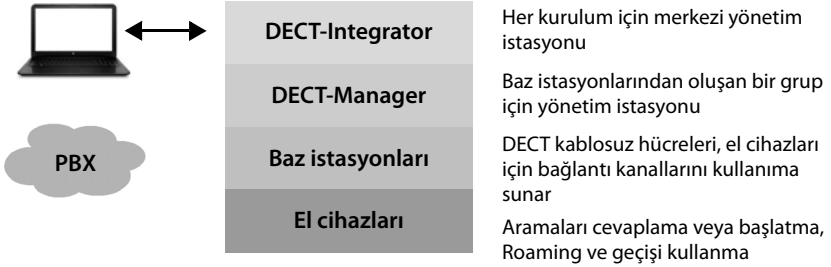 DECT-Integrator
Her kurulum için merkezi yönetim
istasyonu
DECT-Manager
Baz istasyonlarından oluşan bir grup
için yönetim istasyonu
PBX
Baz istasyonları
DECT kablosuz hücreleri, el cihazları
için bağlantı kanallarını kullanıma
sunar
El cihazları
Aramaları cevaplama veya başlatma,
Roaming ve geçişi kullanma